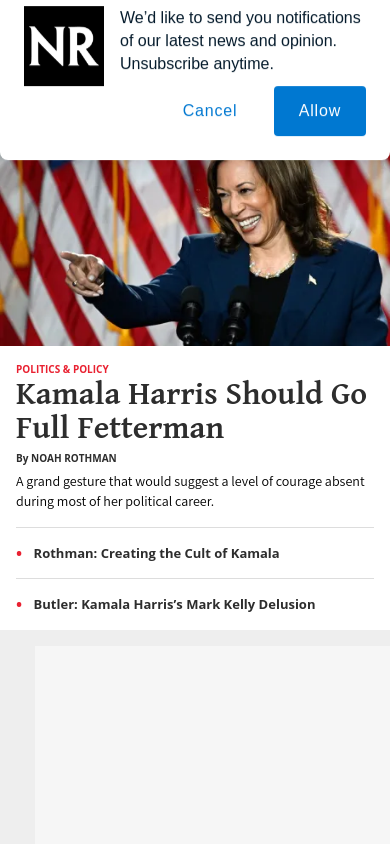 NR
We'd like to send you notifications
of our latest news and opinion.
Unsubscribe anytime.
Cancel
Allow
POLITICS & POLICY
Kamala Harris Should Go
Full Fetterman
By NOAH ROTHMAN
A grand gesture that would suggest a level of courage absent
during most of her political career.
• Rothman: Creating the Cult of Kamala
• Butler: Kamala Harris’s Mark Kelly Delusion